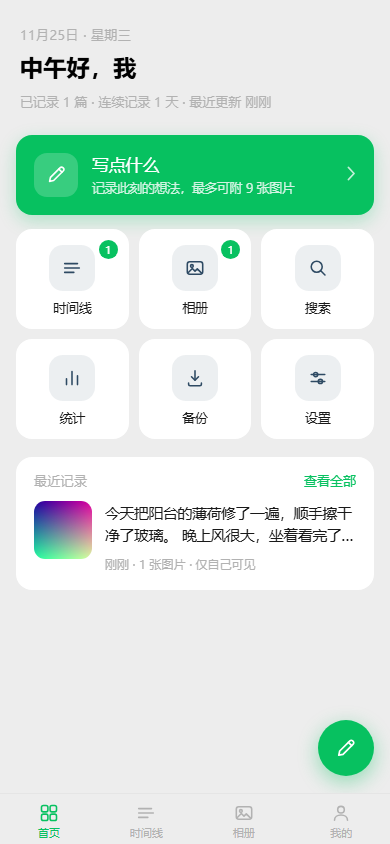 11月25日 · 星期三
中午好，我
已记录 1 篇 · 连续记录 1 天 · 最近更新 刚刚
写点什么
记录此刻的想法，最多可附 9 张图片
1
1
时间线
相册
搜索
统计
备份
设置
最近记录
查看全部
今天把阳台的薄荷修了一遍，顺手擦干
净了玻璃。 晚上风很大，坐着看完了...
刚刚 · 1 张图片 · 仅自己可见
首页
时间线
相册
我的